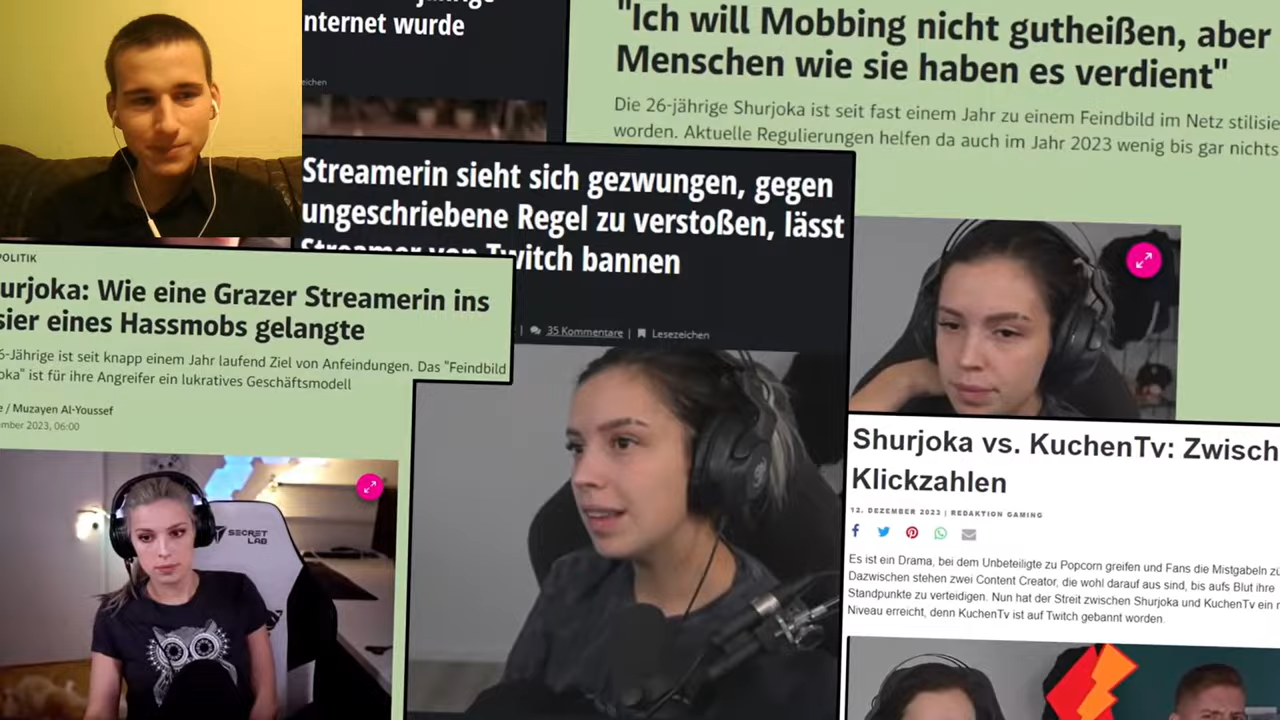 nternet wurde
eichen
"Ich will Mobbing nicht gutheißen, aber
Menschen wie sie haben es verdient"
Die 26-jährige Shurjoka ist seit fast einem Jahr zu einem Feindbild im Netz stilisie
worden. Aktuelle Regulierungen helfen da auch im Jahr 2023 wenig bis gar nichts
Streamerin sieht sich gezwungen, gegen
ungeschriebene Regel zu verstoßen, lässt
Streamer von Twitch bannen
| 35 Kommentare | Lesezeichen
POLITIK
urjoka: Wie eine Grazer Streamerin ins
sier eines Hassmobs gelangte
6-Jährige ist seit knapp einem Jahr laufend Ziel von Anfeindungen. Das "Feindbild
oka" ist für ihre Angreifer ein lukratives Geschäftsmodell
e / Muzayen Al-Youssef
ember 2023, 06:00
SECRET
LAB
Shurjoka vs. KuchenTv: Zwisch
Klickzahlen
12. DEZEMBER 2023 | REDAKTION GAMING
Es ist ein Drama, bei dem Unbeteiligte zu Popcorn greifen und Fans die Mistgabeln zü
Dazwischen stehen zwei Content Creator, die wohl darauf aus sind, bis aufs Blut ihre
Standpunkte zu verteidigen. Nun hat der Streit zwischen Shurjoka und KuchenTv ein n
Niveau erreicht, denn KuchenTv ist auf Twitch gebannt worden.